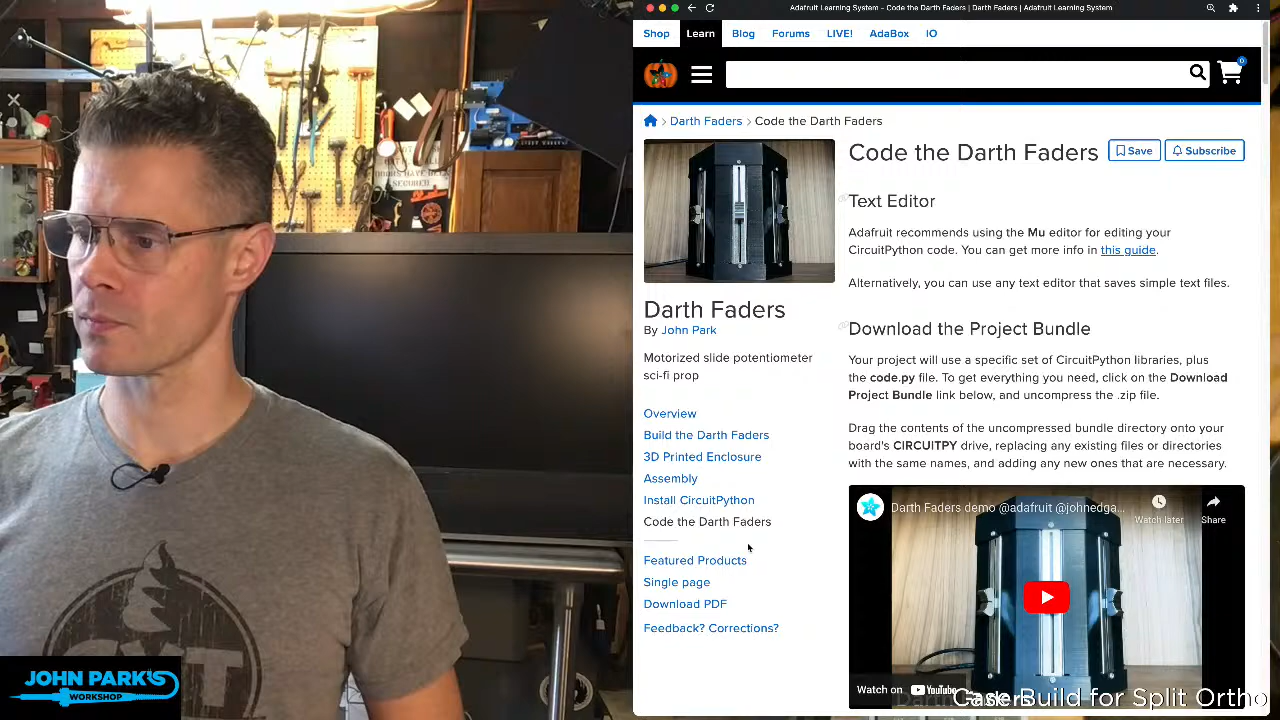 Adafruit Learning System - Code the Darth Faders | Darth Faders | Adafruit Learning System
Shop
Learn
Blog
Forums
LIVE!
AdaBox
IO
0
Darth Faders > Code the Darth Faders
Code the Darth Faders
Save
Subscribe
Text Editor
Adafruit recommends using the Mu editor for editing your
CircuitPython code. You can get more info in this guide.
Alternatively, you can use any text editor that saves simple text files.
Darth Faders
By John Park
Motorized slide potentiometer
sci-fi prop
Overview
Build the Darth Faders
3D Printed Enclosure
Assembly
Install CircuitPython
Code the Darth Faders
Featured Products
Single page
Download PDF
Feedback? Corrections?
Download the Project Bundle
Your project will use a specific set of CircuitPython libraries, plus
the code.py file. To get everything you need, click on the Download
Project Bundle link below, and uncompress the .zip file.
Drag the contents of the uncompressed bundle directory onto your
board's CIRCUITPY drive, replacing any existing files or directories
with the same names, and adding any new ones that are necessary.
Darth Faders demo @adafruit @johnedga...
Watch later
Share
Watch on YouTube
Case Build for Split Ortho
JOHN PARK'S
WORKSHOP